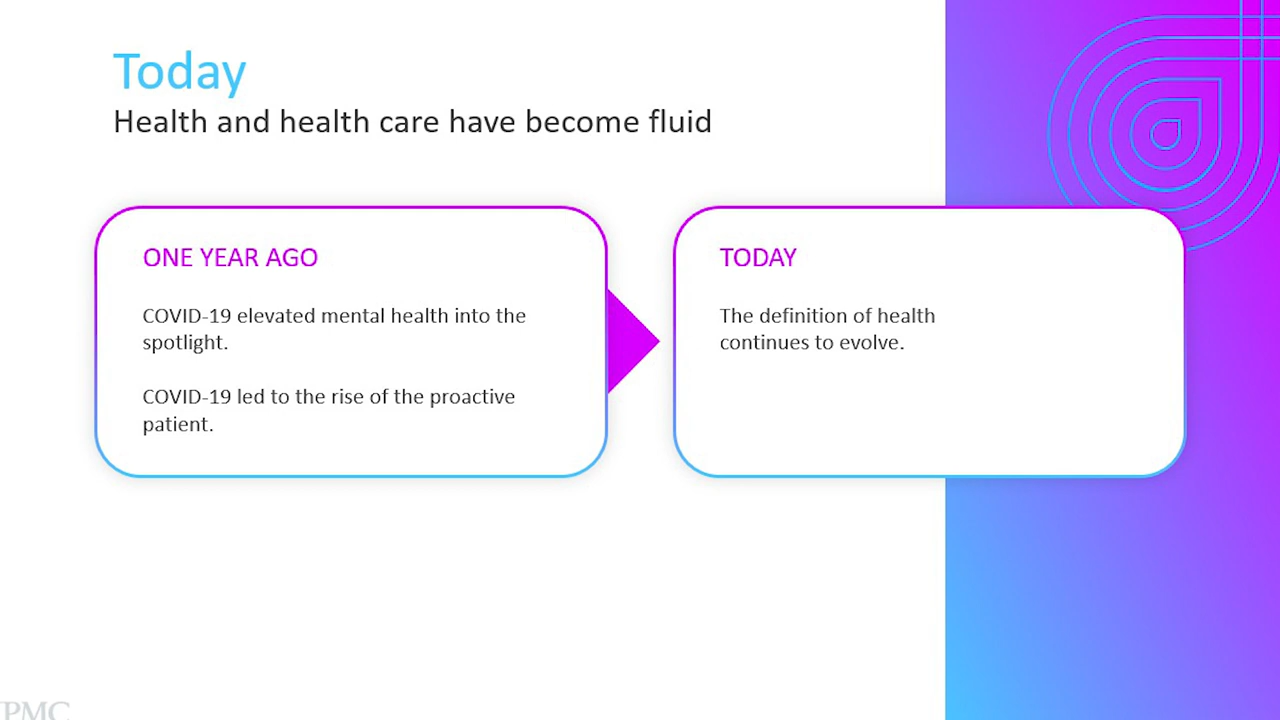 Today
Health and health care have become fluid
ONE YEAR AGO
COVID-19 elevated mental health into the
spotlight.
COVID-19 led to the rise of the proactive
patient.
TODAY
The definition of health
continues to evolve.